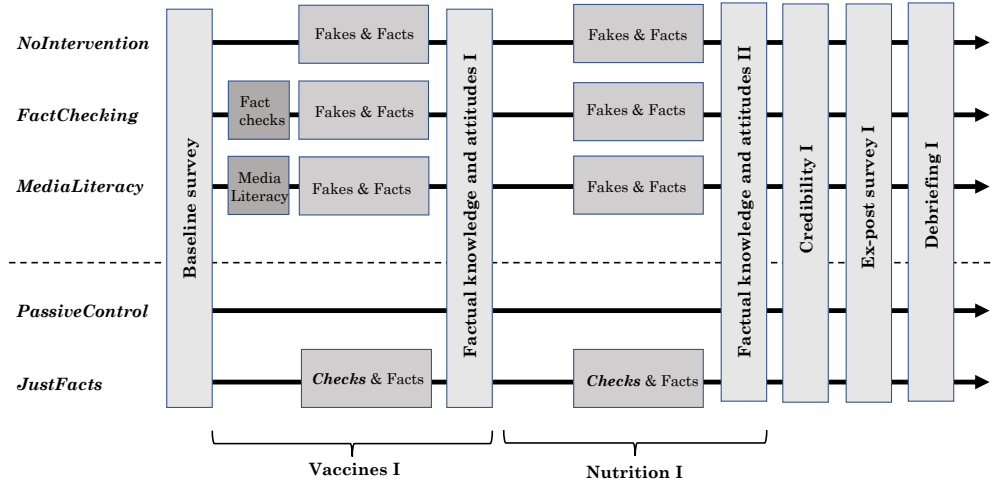 NoIntervention
Fakes & Facts
Fakes & Facts
FactChecking
Fact
checks
Fakes & Facts
Fakes & Facts
MediaLiteracy
Media
Literacy
Fakes & Facts
Fakes & Facts
Baseline survey
Factual knowledge and attitudes I
Factual knowledge and attitudes II
Credibility I
Ex-post survey I
Debriefing I
PassiveControl
JustFacts
Checks & Facts
Checks & Facts
Vaccines I
Nutrition I